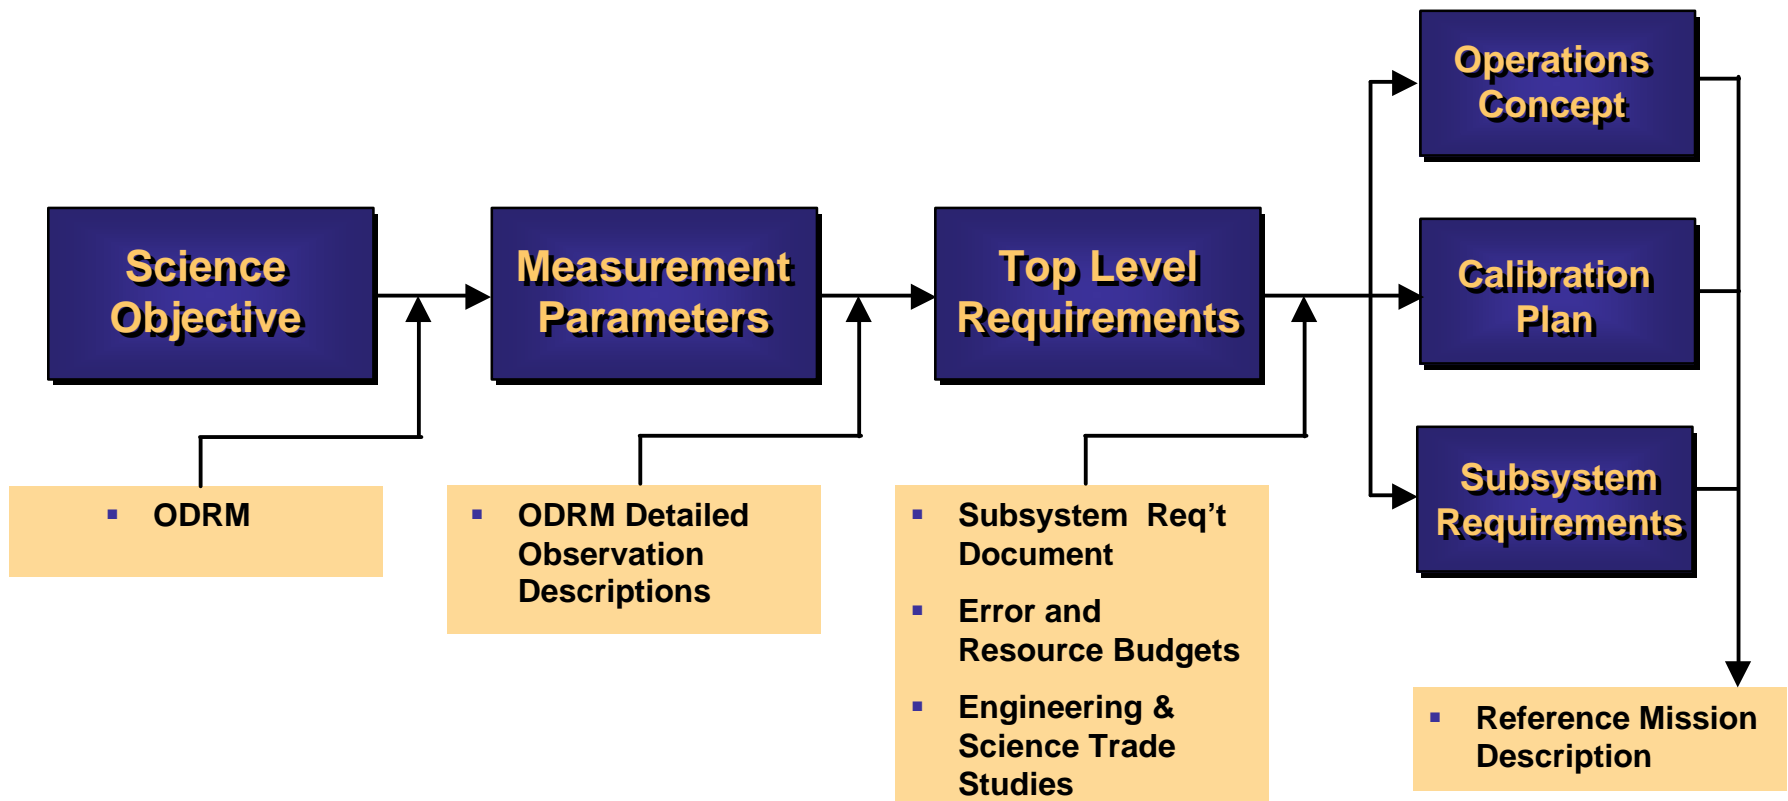 Operations
Concept
Science
Objective
Measurement
Parameters
Top Level
Requirements
Calibration
Plan
Subsystem
Requirements
▪ ODRM
▪ ODRM Detailed
Observation
Descriptions
▪ Subsystem Req't
Document
▪ Error and
Resource Budgets
▪ Engineering &
Science Trade
Studies
▪ Reference Mission
Description